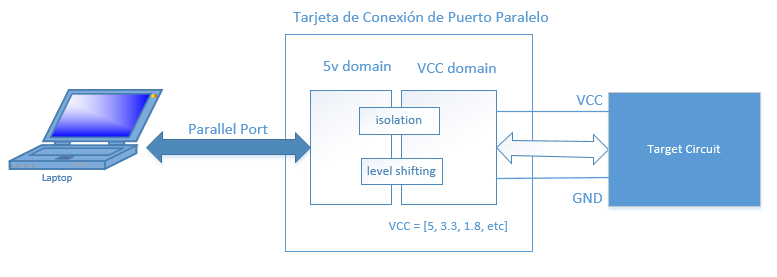 Tarjeta de Conexión de Puerto Paralelo
5v domain
VCC domain
VCC
Parallel Port
isolation
Target Circuit
level shifting
Laptop
GND
VCC = [5, 3.3, 1.8, etc]